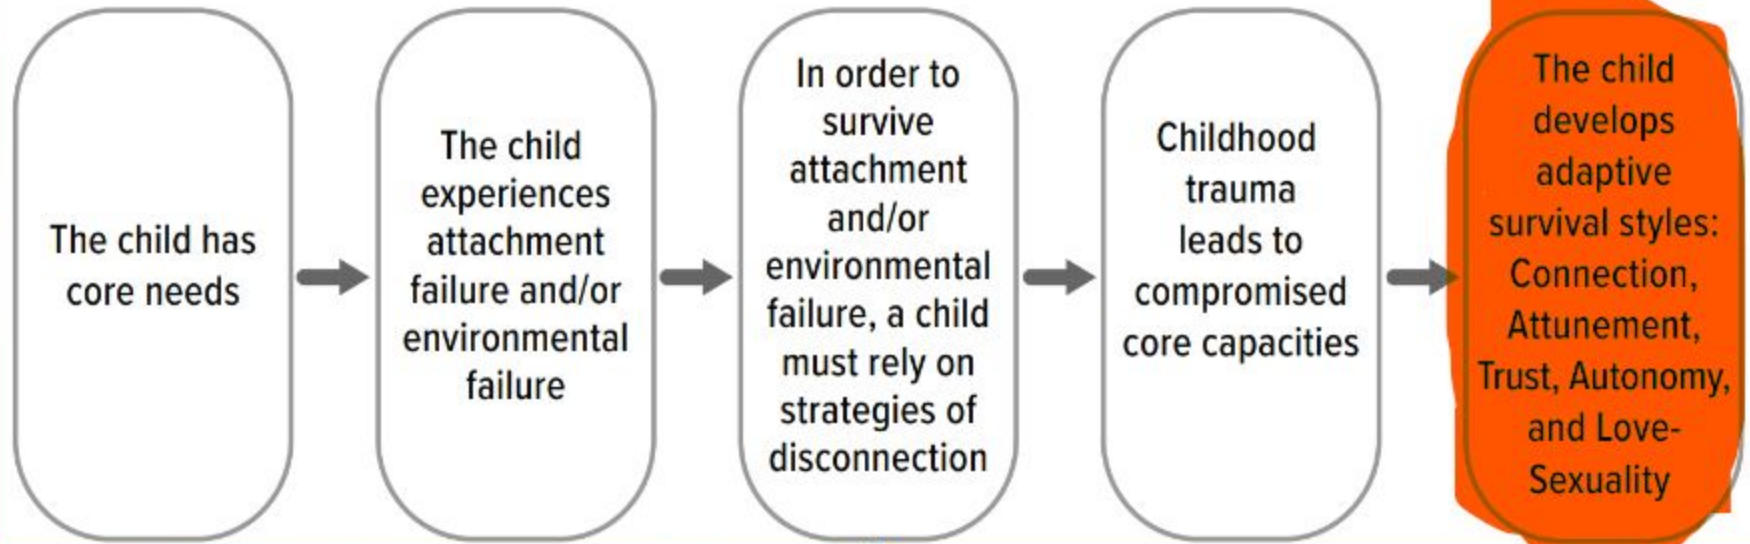 The child has
core needs
The child
experiences
attachment
failure and/or
environmental
failure
In order to
survive
attachment
and/or
environmental
failure, a child
must rely on
strategies of
disconnection
Childhood
trauma
leads to
compromised
core capacities
The child
develops
adaptive
survival styles:
Connection,
Attunement,
Trust, Autonomy,
and Love-
Sexuality